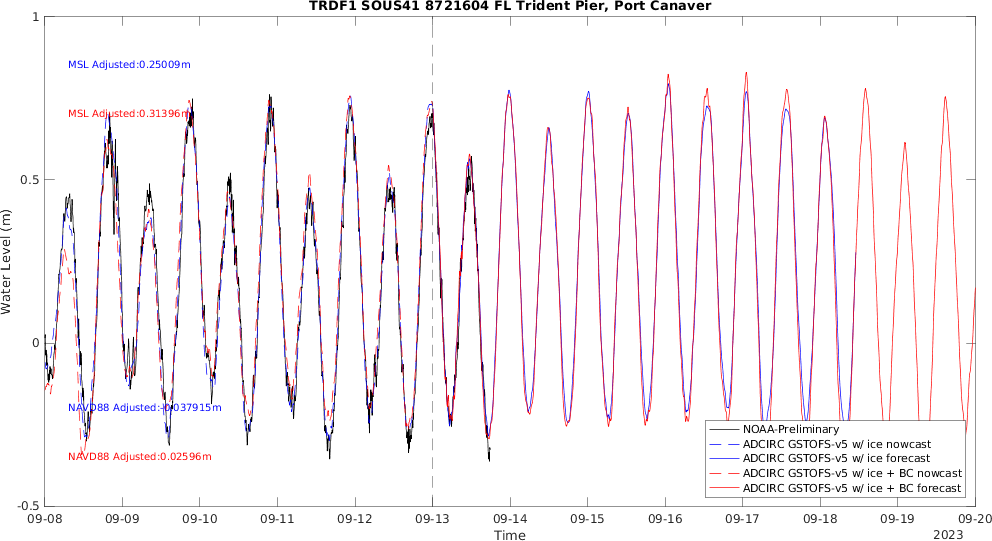 TRDF1 SOUS41 8721604 FL Trident Pier, Port Canaver
1
MSL Adjusted:0.25009m
MSL Adjusted:0.31396m
0.5
Water Level (m)
0
NAVD88 Adjusted:-0.037915m
NAVD88 Adjusted:0.02596m
NOAA-Preliminary
ADCIRC GSTOFS-v5 w/ ice nowcast
ADCIRC GSTOFS-v5 w/ ice forecast
ADCIRC GSTOFS-v5 w/ ice + BC nowcast
ADCIRC GSTOFS-v5 w/ ice + BC forecast
-0.5
09-08 09-09 09-10 09-11 09-12 09-13 09-14 09-15 09-16 09-17 09-18 09-19 09-20
Time
2023